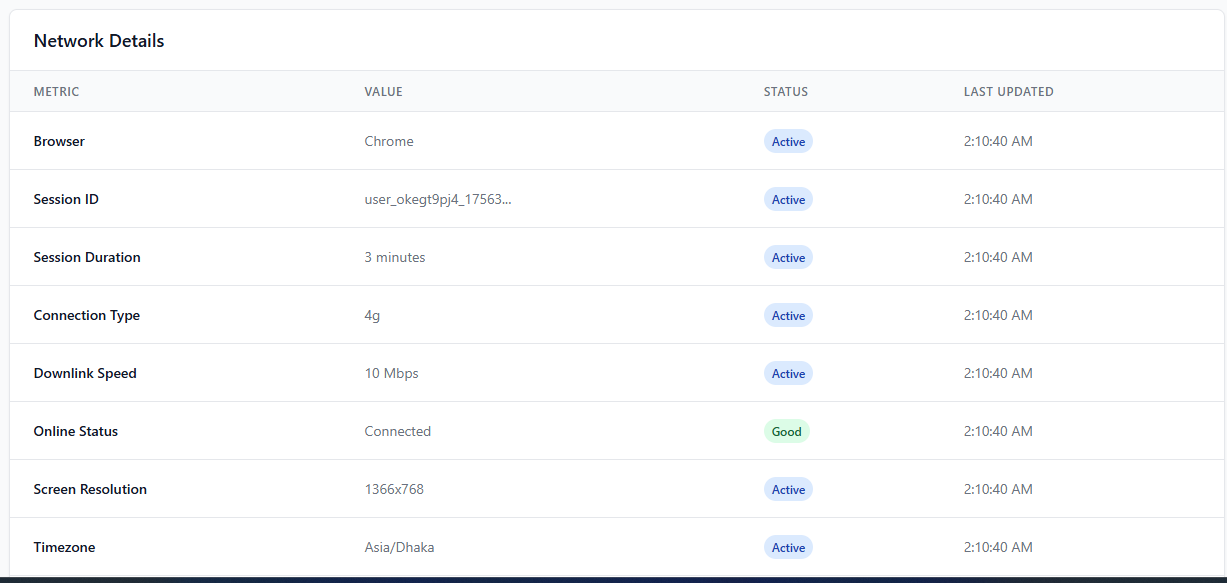 Network Details
METRIC VALUE STATUS LAST UPDATED
Browser Chrome Active 2:10:40 AM
Session ID user_okegt9pj4_17563... Active 2:10:40 AM
Session Duration 3 minutes Active 2:10:40 AM
Connection Type 4g Active 2:10:40 AM
Downlink Speed 10 Mbps Active 2:10:40 AM
Online Status Connected Good 2:10:40 AM
Screen Resolution 1366x768 Active 2:10:40 AM
Timezone Asia/Dhaka Active 2:10:40 AM